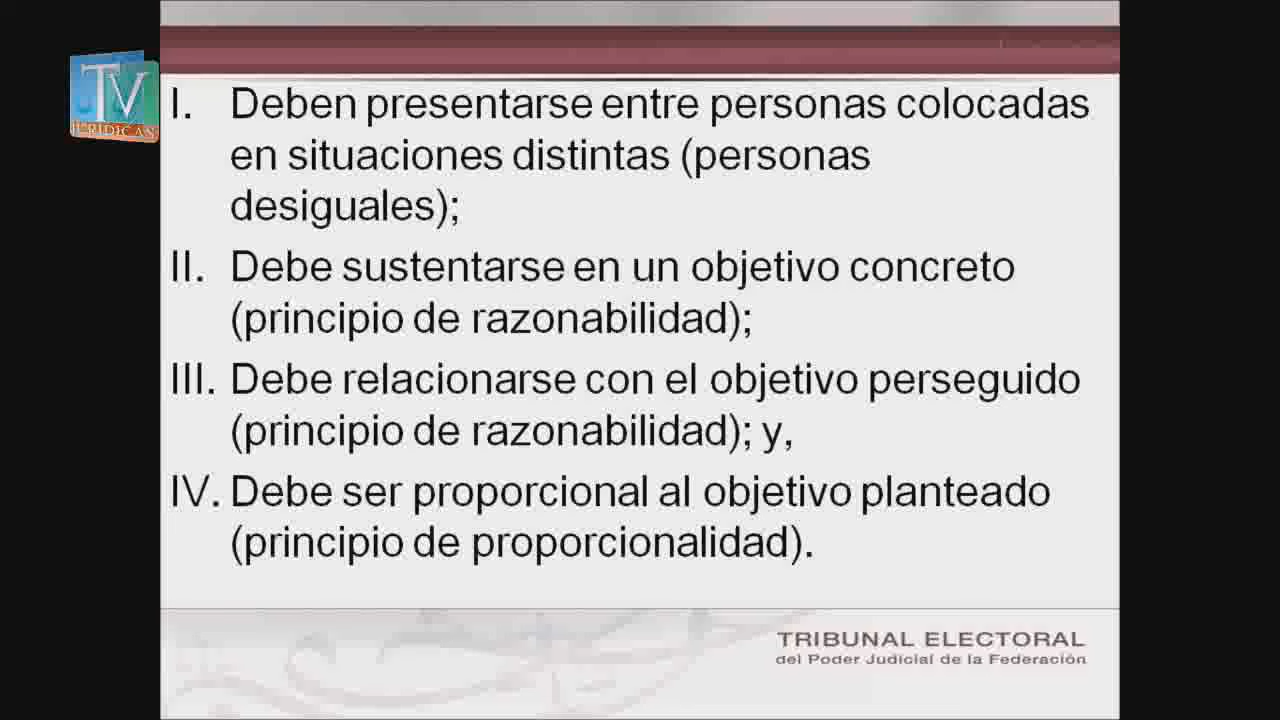 TV
JURIDICAS
I. Deben presentarse entre personas colocadas
en situaciones distintas (personas
desiguales);
II. Debe sustentarse en un objetivo concreto
(principio de razonabilidad);
III. Debe relacionarse con el objetivo perseguido
(principio de razonabilidad); y,
IV. Debe ser proporcional al objetivo planteado
(principio de proporcionalidad).
TRIBUNAL ELECTORAL
del Poder Judicial de la Federación